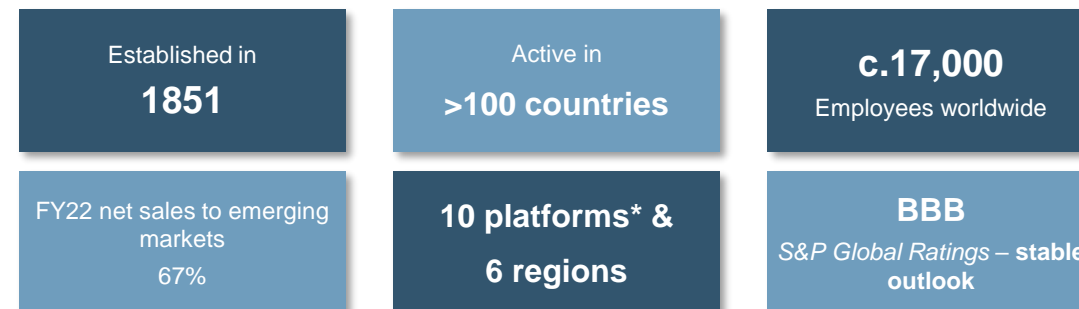 Established in
1851
Active in
>100 countries
c.17,000
Employees worldwide
FY22 net sales to emerging
markets
67%
10 platforms* &
6 regions
BBB
S&P Global Ratings – stable
outlook